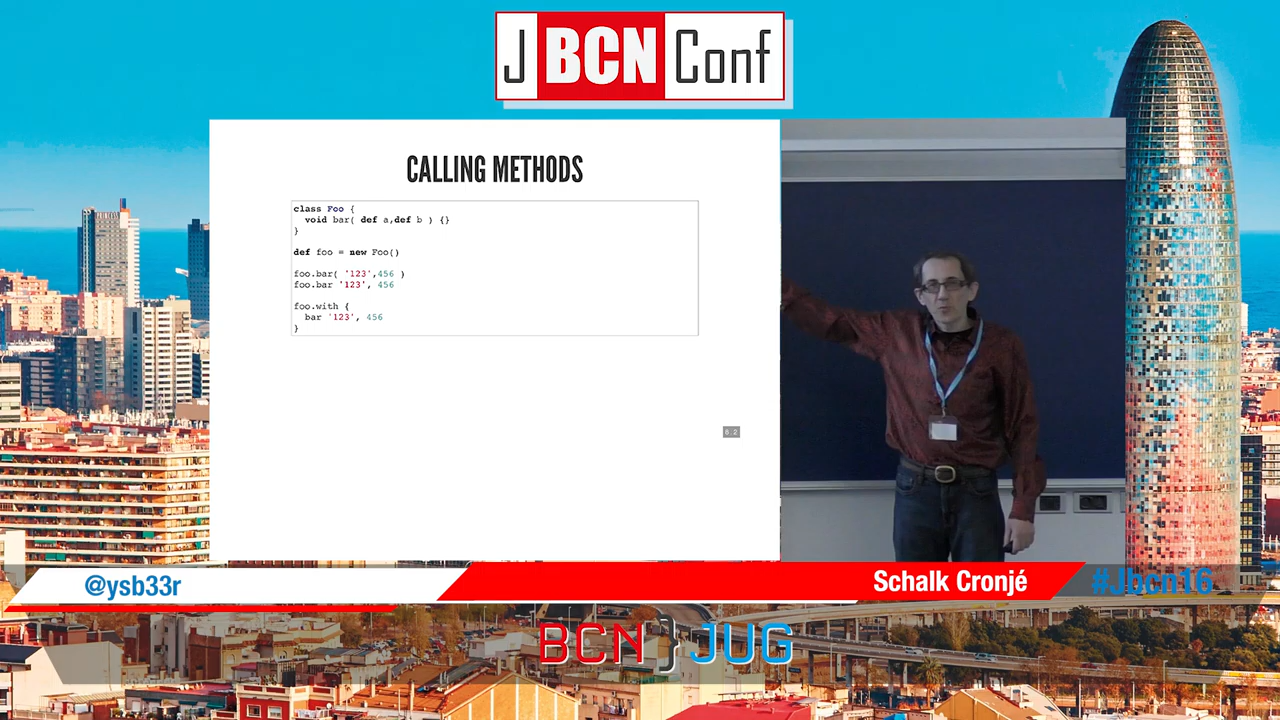 JBCNConf
CALLING METHODS
class Foo {
  void bar( def a,def b ) {}
}
def foo = new Foo()
foo.bar( '123',456 )
foo.bar '123', 456
foo.with {
  bar '123', 456
}
6.2
@ysb33r
Schalk Cronjé
#Jbcn16
BCN}JUG